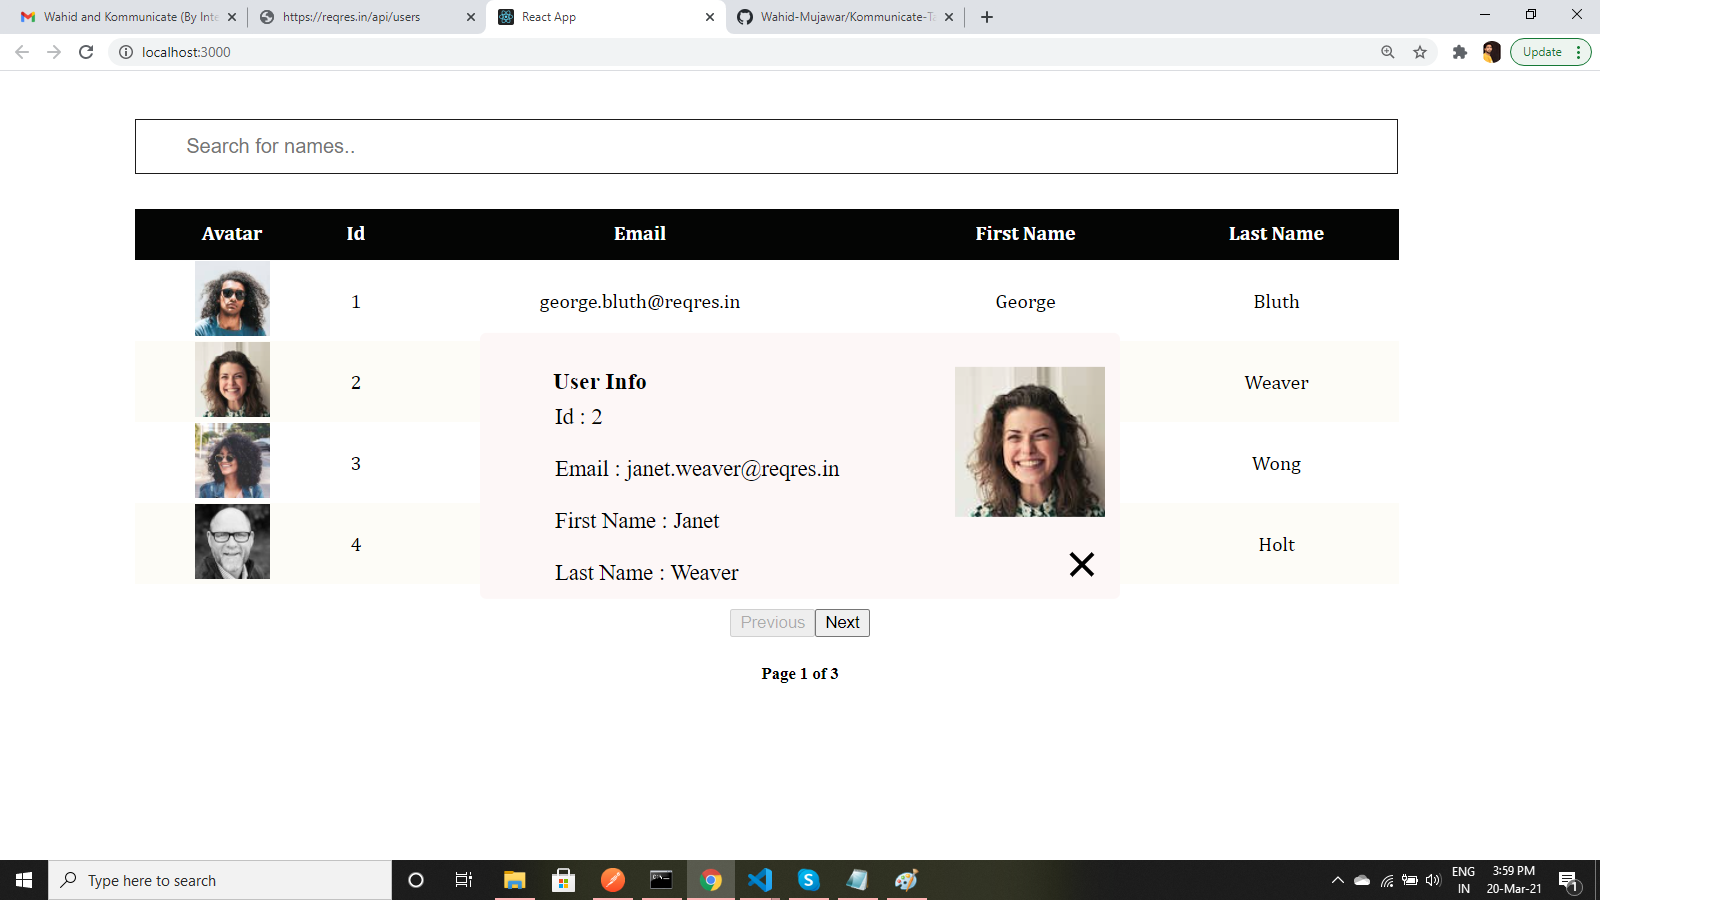 Wahid and Kommunicate (By Inte
https://reqres.in/api/users
React App
Wahid-Mujawar/Kommunicate-Ta
localhost:3000
Update
Search for names..
Avatar Id Email First Name Last Name
1 george.bluth@reqres.in George Bluth
2 Weaver
3 Wong
4 Holt
User Info
Id : 2
Email : janet.weaver@reqres.in
First Name : Janet
Last Name : Weaver
Previous Next
Page 1 of 3
Type here to search
ENG
IN
3:59 PM
20-Mar-21
1